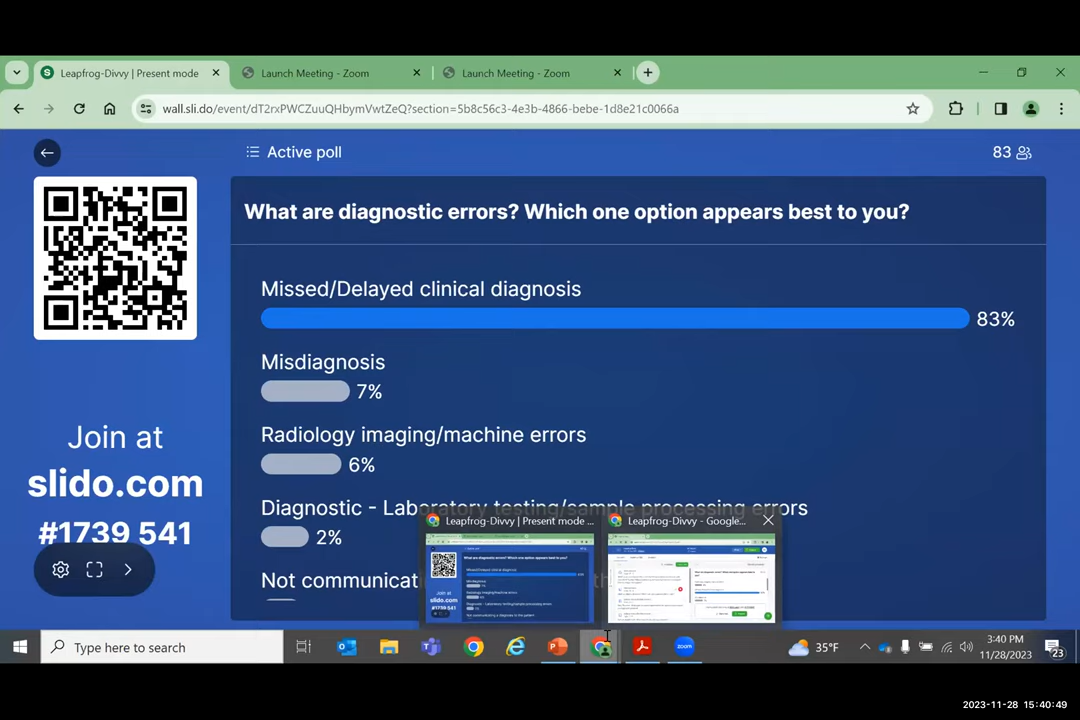 Leapfrog-Divvy | Present mode
Launch Meeting - Zoom
Launch Meeting - Zoom
wall.sli.do/event/dT2rxPWCZuuQHbymVwtZeQ?section=5b8c56c3-4e3b-4866-bebe-1d8e21c0066a
Active poll
83
What are diagnostic errors? Which one option appears best to you?
Missed/Delayed clinical diagnosis
83%
Misdiagnosis
7%
Radiology imaging/machine errors
6%
Diagnostic - Laboratory testing/sample processing errors
2%
Not communicat
Join at
slido.com
#1739 541
Leapfrog-Divvy | Present mode ...
Leapfrog-Divvy - Google...
Type here to search
zoom
35°F
3:40 PM
11/28/2023
23
2023-11-28 15:40:49